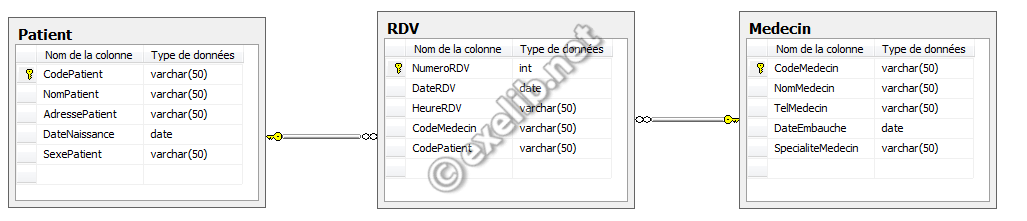 Patient
Nom de la colonne Type de données
CodePatient varchar(50)
NomPatient varchar(50)
AdressePatient varchar(50)
DateNaissance date
SexePatient varchar(50)
RDV
Nom de la colonne Type de données
NumeroRDV int
DateRDV date
HeureRDV varchar(50)
CodeMedecin varchar(50)
CodePatient varchar(50)
Medecin
Nom de la colonne Type de données
CodeMedecin varchar(50)
NomMedecin varchar(50)
TelMedecin varchar(50)
DateEmbauche date
SpecialiteMedecin varchar(50)
©exelib.net